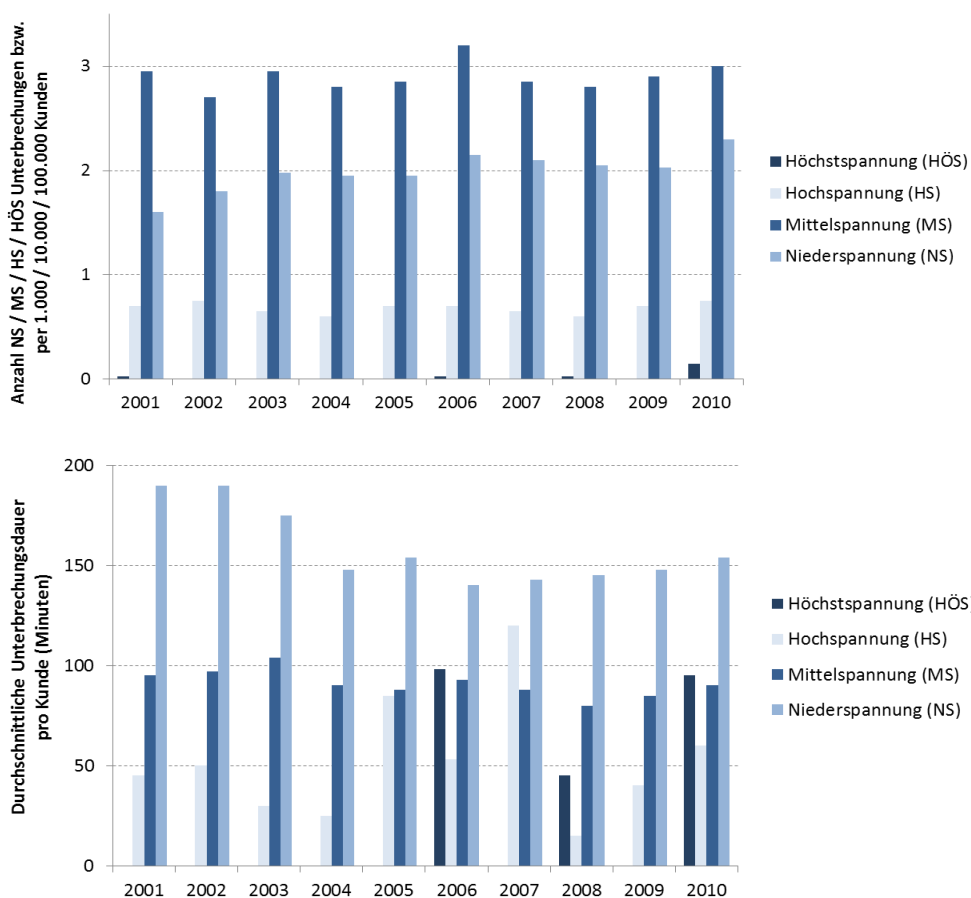 Anzahl NS / MS / HS / HÖS Unterbrechungen bzw.
per 1.000 / 10.000 / 100.000 Kunden
3
2
1
0
2001 2002 2003 2004 2005 2006 2007 2008 2009 2010
Höchstspannung (HÖS)
Hochspannung (HS)
Mittelspannung (MS)
Niederspannung (NS)
Durchschnittliche Unterbrechungsdauer
pro Kunde (Minuten)
200
150
100
50
0
2001 2002 2003 2004 2005 2006 2007 2008 2009 2010
Höchstspannung (HÖS)
Hochspannung (HS)
Mittelspannung (MS)
Niederspannung (NS)